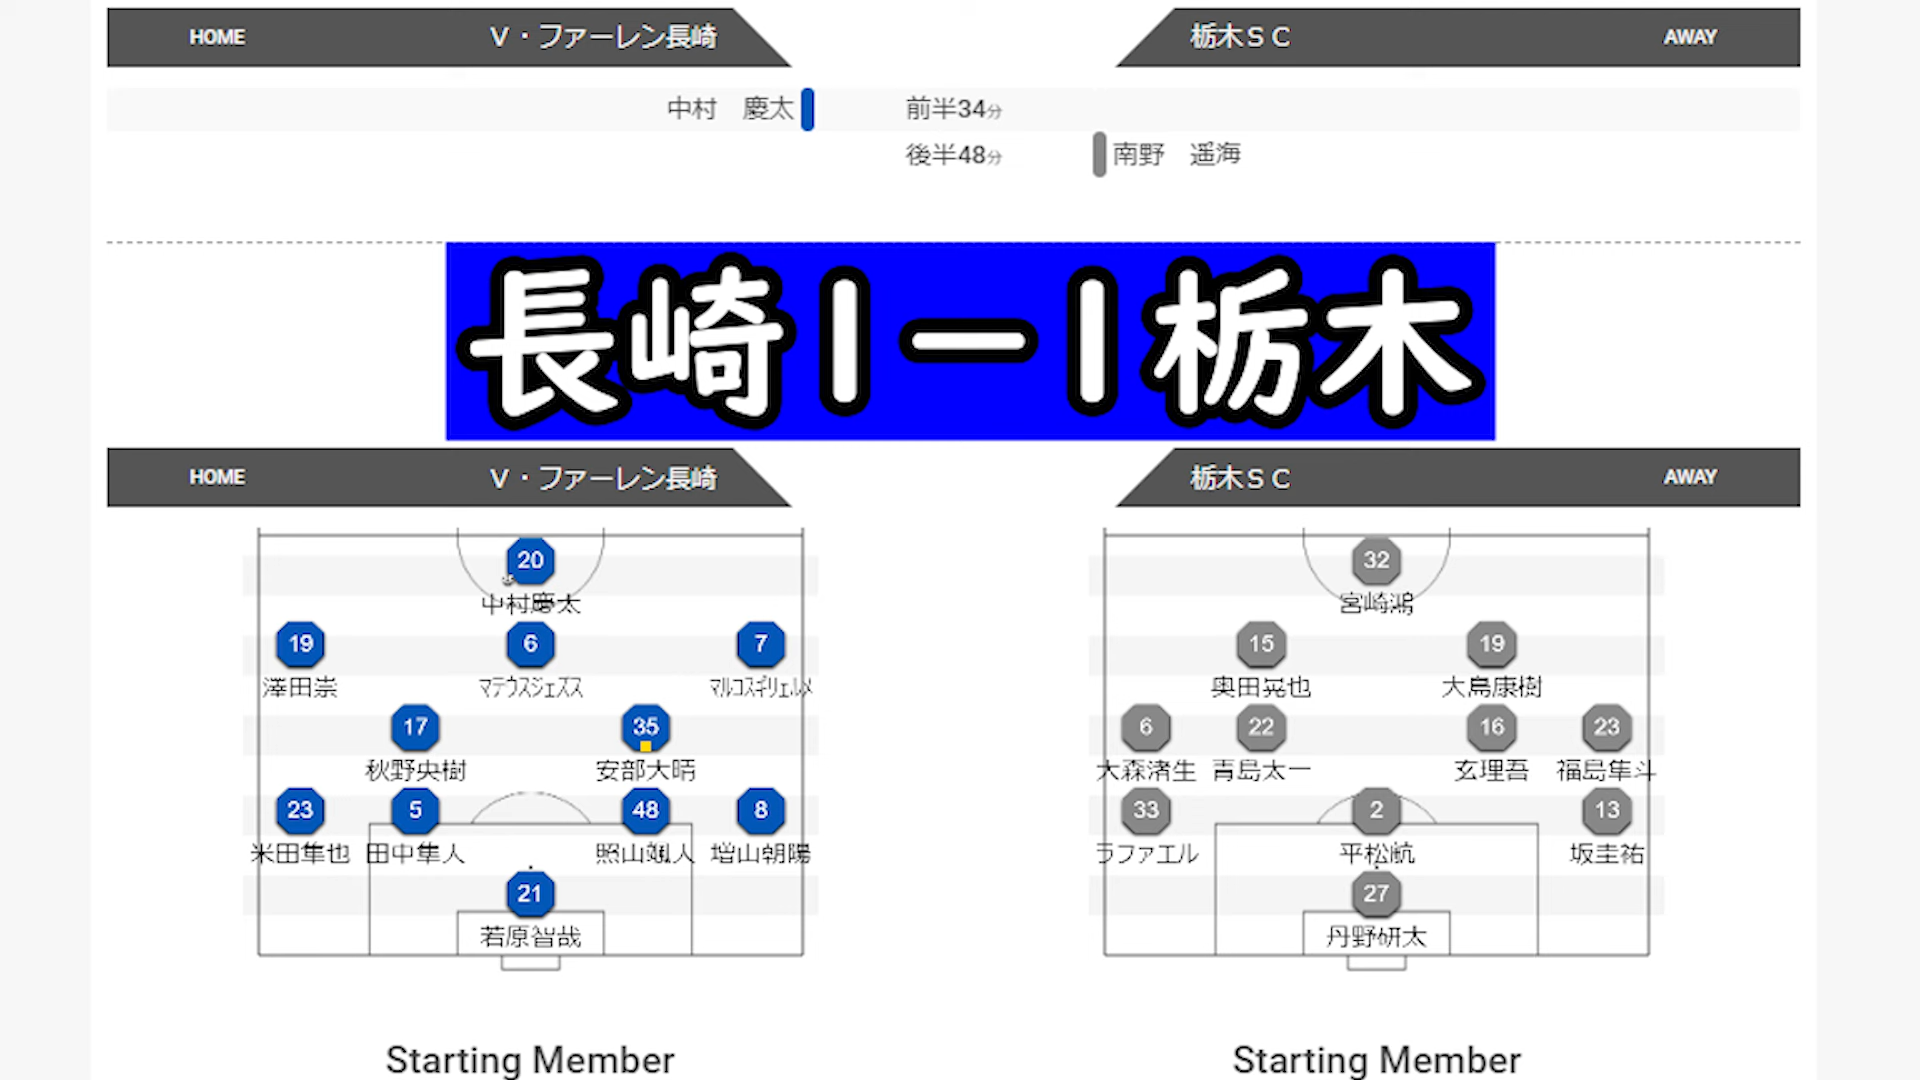 HOME V・ファーレン長崎 栃木SC AWAY
中村 慶太 前半34分
後半48分 南野 遥海
長崎1ー1栃木
HOME V・ファーレン長崎 栃木SC AWAY
20 32
中村慶太 宮崎鴻
19 6 7 15 19
澤田崇 マテウスジェズス マルコスギリェルメ 奥田晃也 大島康樹
17 35 6 22 16 23
秋野央樹 安部大晴 大森渚生 青島太一 玄理吾 福島隼斗
23 5 48 8 33 2 13
米田隼也 田中隼人 照山颯人 増山朝陽 ラファエル 平松航 坂圭祐
21 27
若原智哉 丹野研太
Starting Member Starting Member